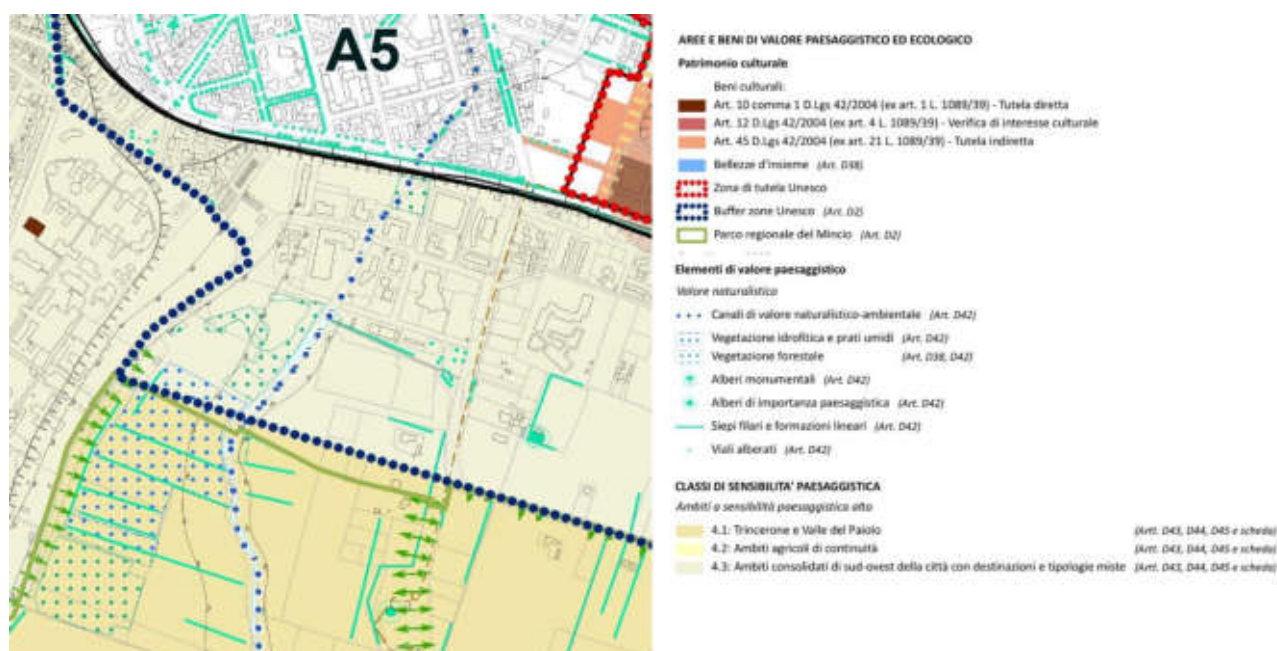 A5
AREE E BENI DI VALORE PAESAGGISTICO ED ECOLOGICO
Patrimonio culturale
Beni culturali:
Art. 10 comma 1 D.Lgs 42/2004 (ex art. 1 L. 1089/39) - Tutela diretta
Art. 12 D.Lgs 42/2004 (ex art. 4 L. 1089/39) - Verifica di interesse culturale
Art. 45 D.Lgs 42/2004 (ex art. 21 L. 1089/39) - Tutela indiretta
Bellezze d'insieme (Art. D38)
Zona di tutela Unesco
Buffer zone Unesco (Art. D2)
Parco regionale del Mincio (Art. D2)
Elementi di valore paesaggistico
Valore naturalistico
Canali di valore naturalistico-ambientale (Art. D42)
Vegetazione idrofitica e prati umidi (Art. D42)
Vegetazione forestale (Art. D38, D42)
Alberi monumentali (Art. D42)
Alberi di importanza paesaggistica (Art. D42)
Siepi filari e formazioni lineari (Art. D42)
Viali alberati (Art. D42)
CLASSI DI SENSIBILITA' PAESAGGISTICA
Ambiti a sensibilità paesaggistica alta
4.1: Trincerone e Valle del Paiolo (Artt. D43, D44, D45 e scheda)
4.2: Ambiti agricoli di continuità (Artt. D43, D44, D45 e scheda)
4.3: Ambiti consolidati di sud-ovest della città con destinazioni e tipologie miste (Artt. D43, D44, D45 e scheda)